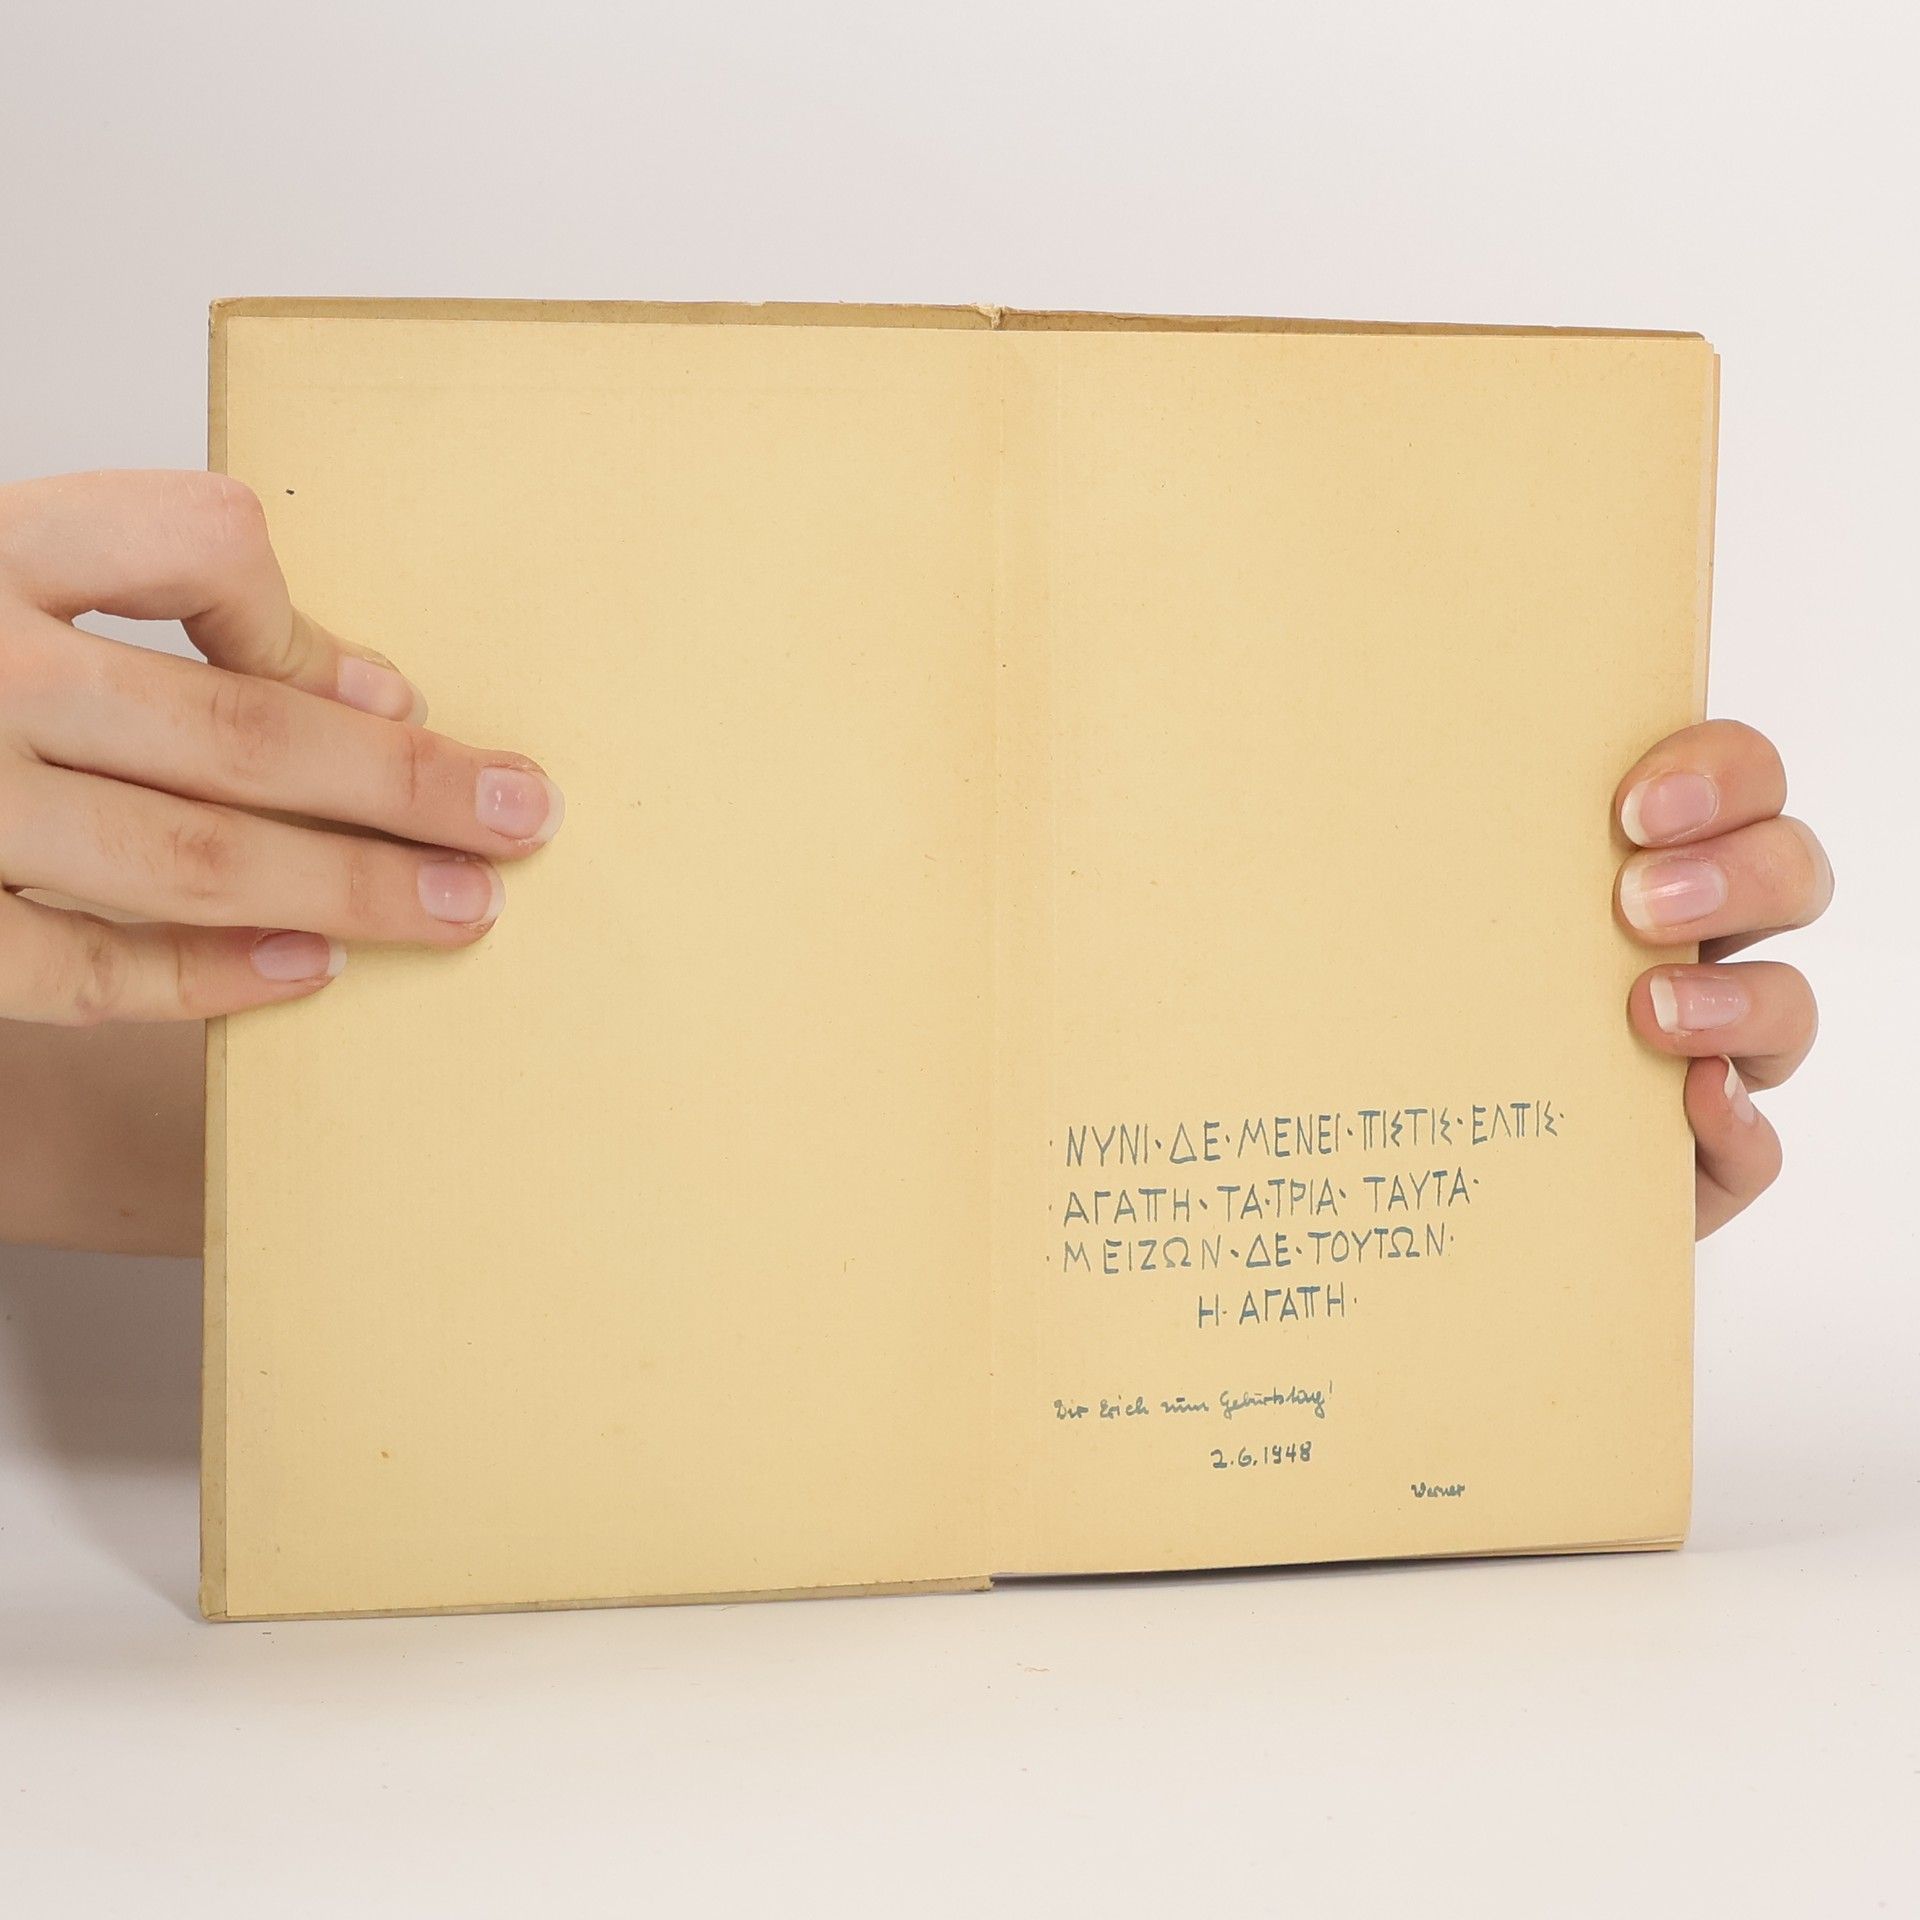 · ΝΥΝΙ · ΔΕ · ΜΕΝΕΙ · ΠΙΣΤΙΣ · ΕΛΠΙΣ ·
· ΑΓΑΠΗ · ΤΑ · ΤΡΙΑ · ΤΑΥΤΑ ·
· ΜΕΙΖΩΝ · ΔΕ · ΤΟΥΤΩΝ ·
Η · ΑΓΑΠΗ ·
Dir Erich zum Geburtstag!
2.6.1948
Werner